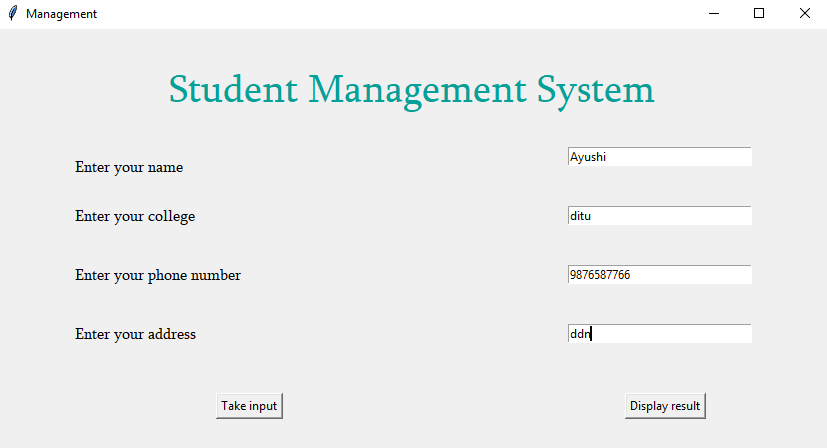 Management
Student Management System
Enter your name
Ayushi
Enter your college
ditu
Enter your phone number
9876587766
Enter your address
ddn
Take input
Display result